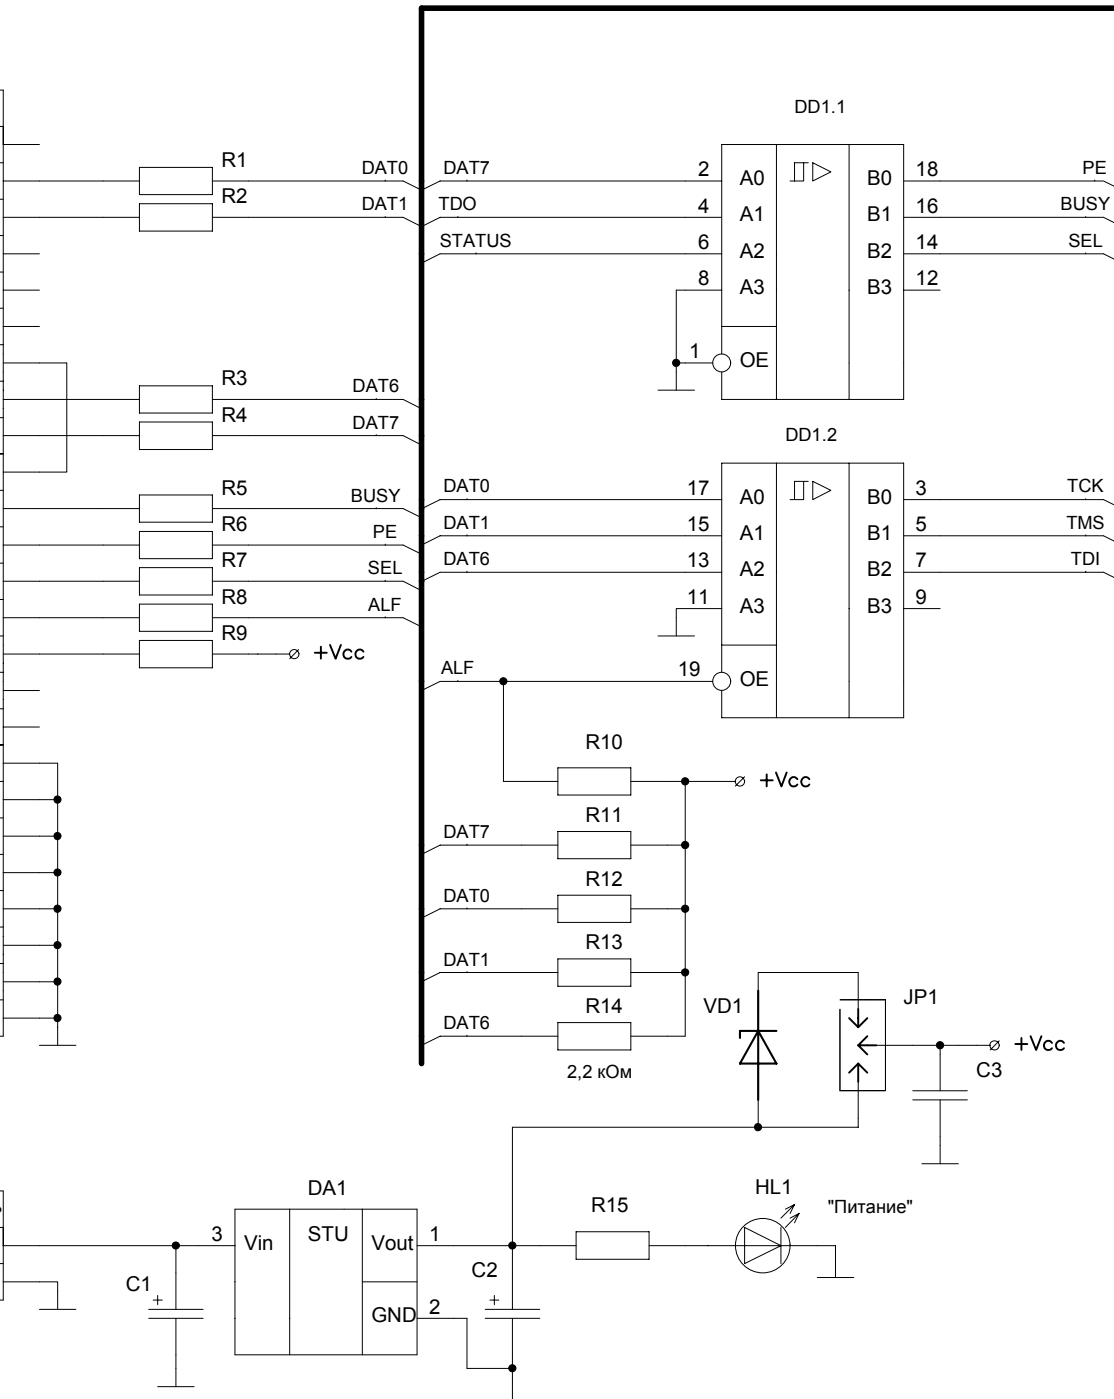 DD1.1
R1 DAT0 DAT7 2 A0 B0 18 PE
R2 DAT1 TDO 4 A1 B1 16 BUSY
STATUS 6 A2 B2 14 SEL
8 A3 B3 12
1 OE
R3 DAT6
R4 DAT7
DD1.2
R5 BUSY DAT0 17 A0 B0 3 TCK
R6 PE DAT1 15 A1 B1 5 TMS
R7 SEL DAT6 13 A2 B2 7 TDI
R8 ALF 11 A3 B3 9
R9 +Vcc
ALF 19 OE
R10
+Vcc
R11
DAT7
R12
DAT0
R13
DAT1
R14 VD1 JP1
DAT6 +Vcc
2,2 кОм C3
DA1 HL1
R15 "Питание"
3 Vin STU Vout 1
C1 + C2 +
GND 2